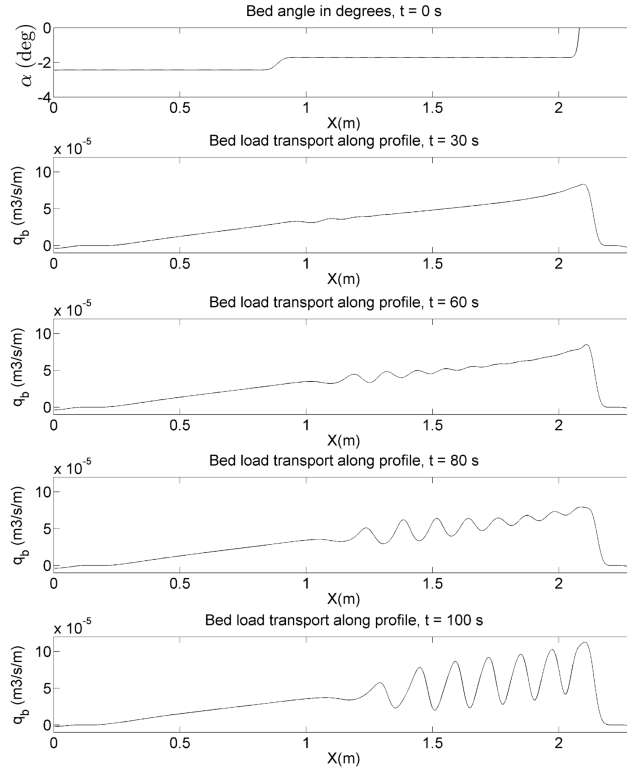 Bed angle in degrees, t = 0 s
α (deg)
0
-2
-4
0 0.5 1 1.5 2
X(m)
Bed load transport along profile, t = 30 s
x 10^-5
q_b (m3/s/m)
10
5
0
0 0.5 1 1.5 2
X(m)
Bed load transport along profile, t = 60 s
x 10^-5
q_b (m3/s/m)
10
5
0
0 0.5 1 1.5 2
X(m)
Bed load transport along profile, t = 80 s
x 10^-5
q_b (m3/s/m)
10
5
0
0 0.5 1 1.5 2
X(m)
Bed load transport along profile, t = 100 s
x 10^-5
q_b (m3/s/m)
10
5
0
0 0.5 1 1.5 2
X(m)